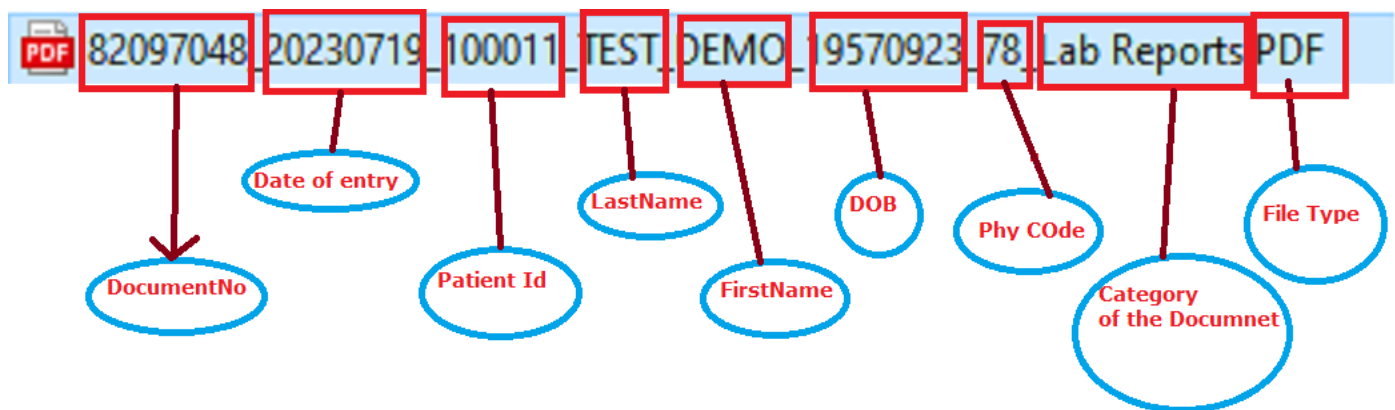 PDF 82097048_20230719_100011_TEST_DEMO_19570923_78_Lab Reports PDF
Date of entry
LastName
DOB
Phy COde
File Type
DocumentNo
Patient Id
FirstName
Category
of the Documnet